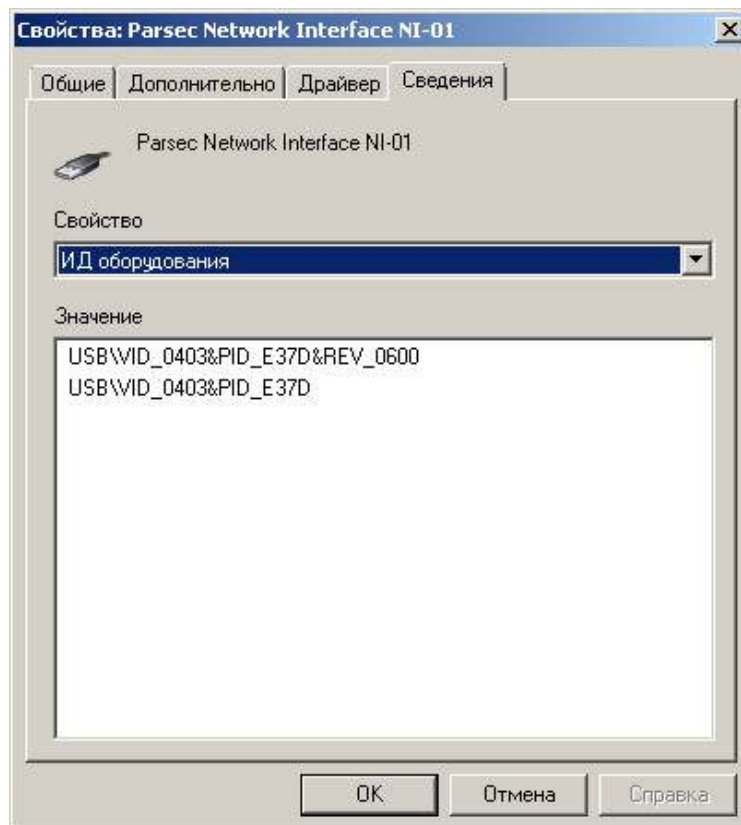 Свойства: Parsec Network Interface NI-01
Общие Дополнительно Драйвер Сведения
Parsec Network Interface NI-01
Свойство
ИД оборудования
Значение
USB\VID_0403&PID_E37D&REV_0600
USB\VID_0403&PID_E37D
OK Отмена Справка